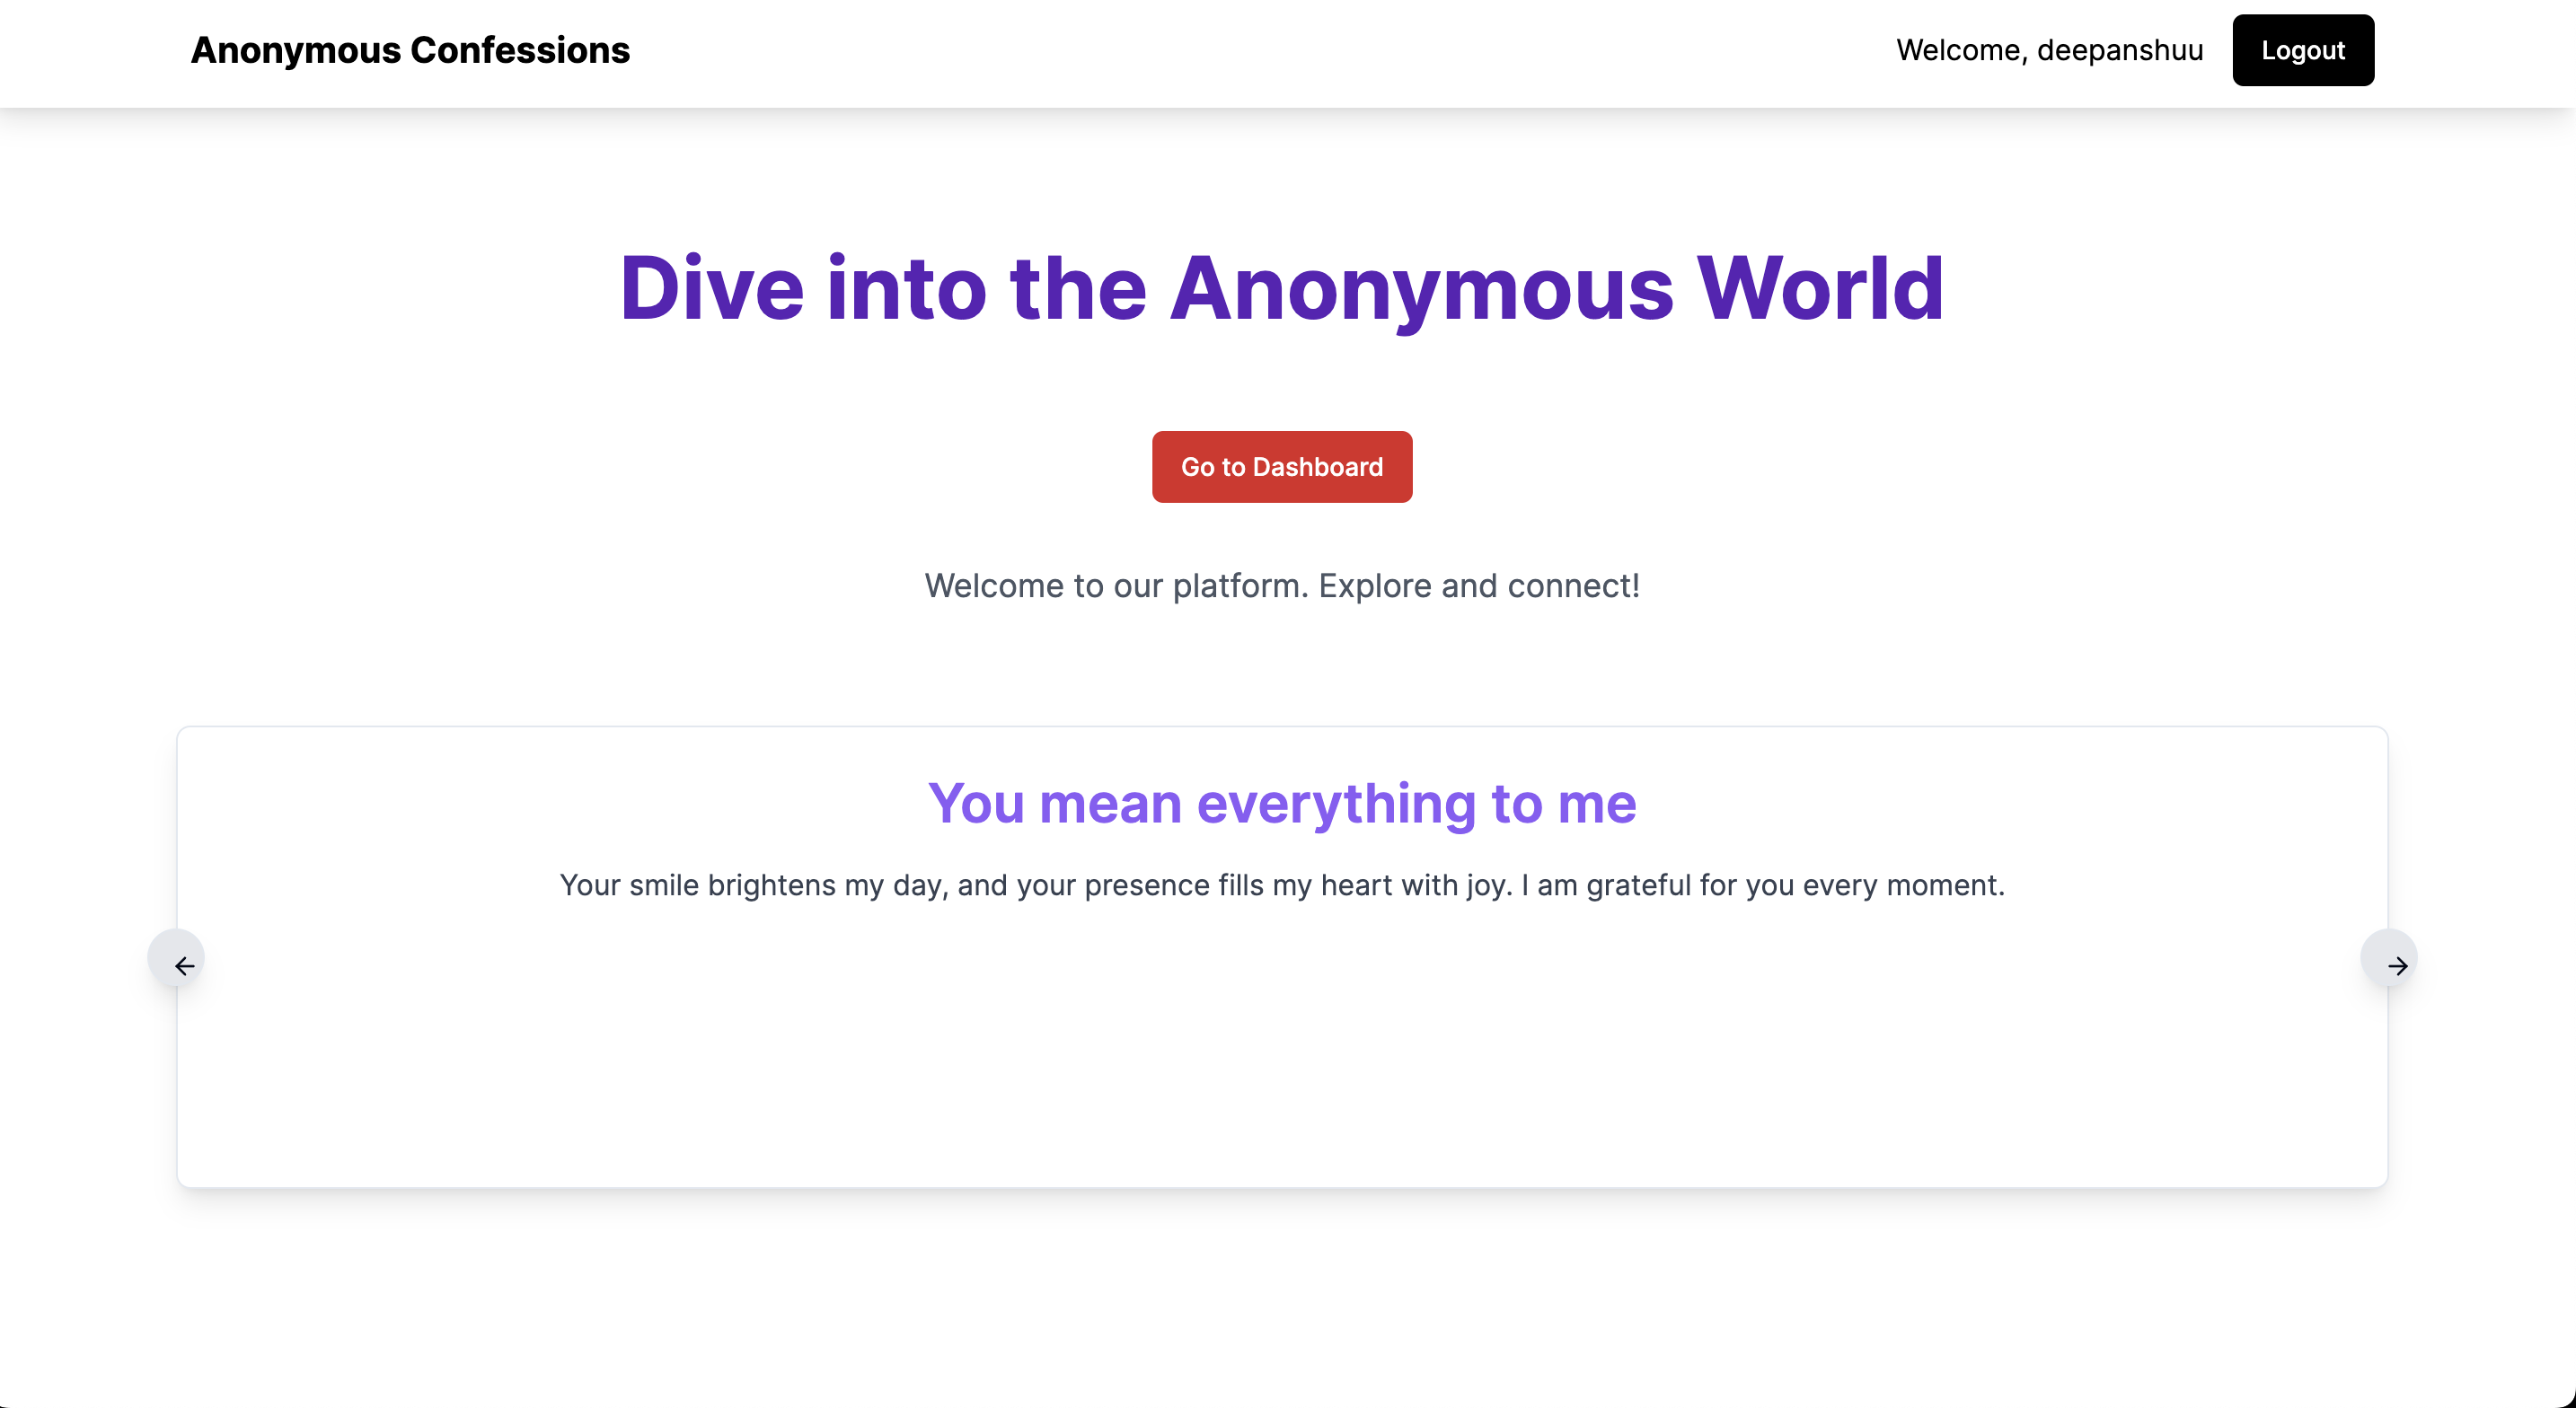 Anonymous Confessions
Welcome, deepanshuu
Logout
Dive into the Anonymous World
Go to Dashboard
Welcome to our platform. Explore and connect!
You mean everything to me
Your smile brightens my day, and your presence fills my heart with joy. I am grateful for you every moment.